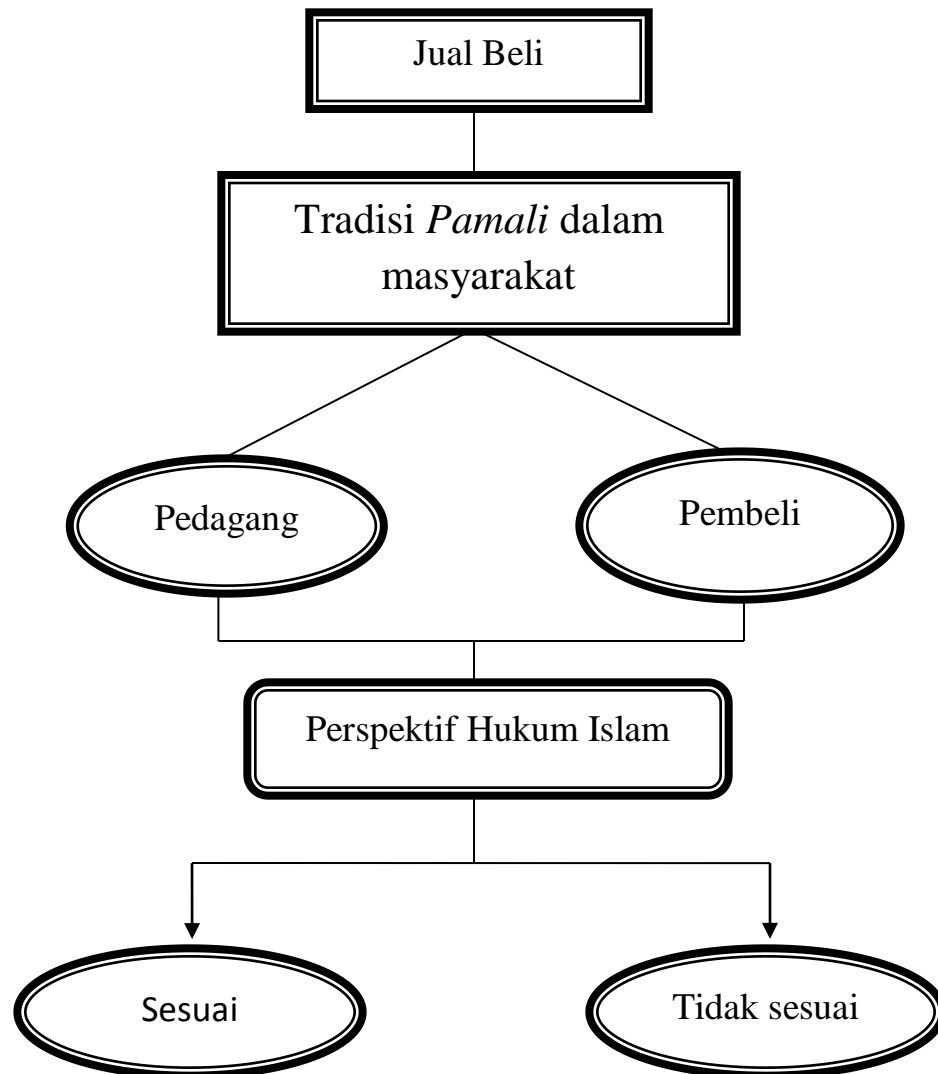 Jual Beli
Tradisi Pamali dalam
masyarakat
Pedagang
Pembeli
Perspektif Hukum Islam
Sesuai
Tidak sesuai